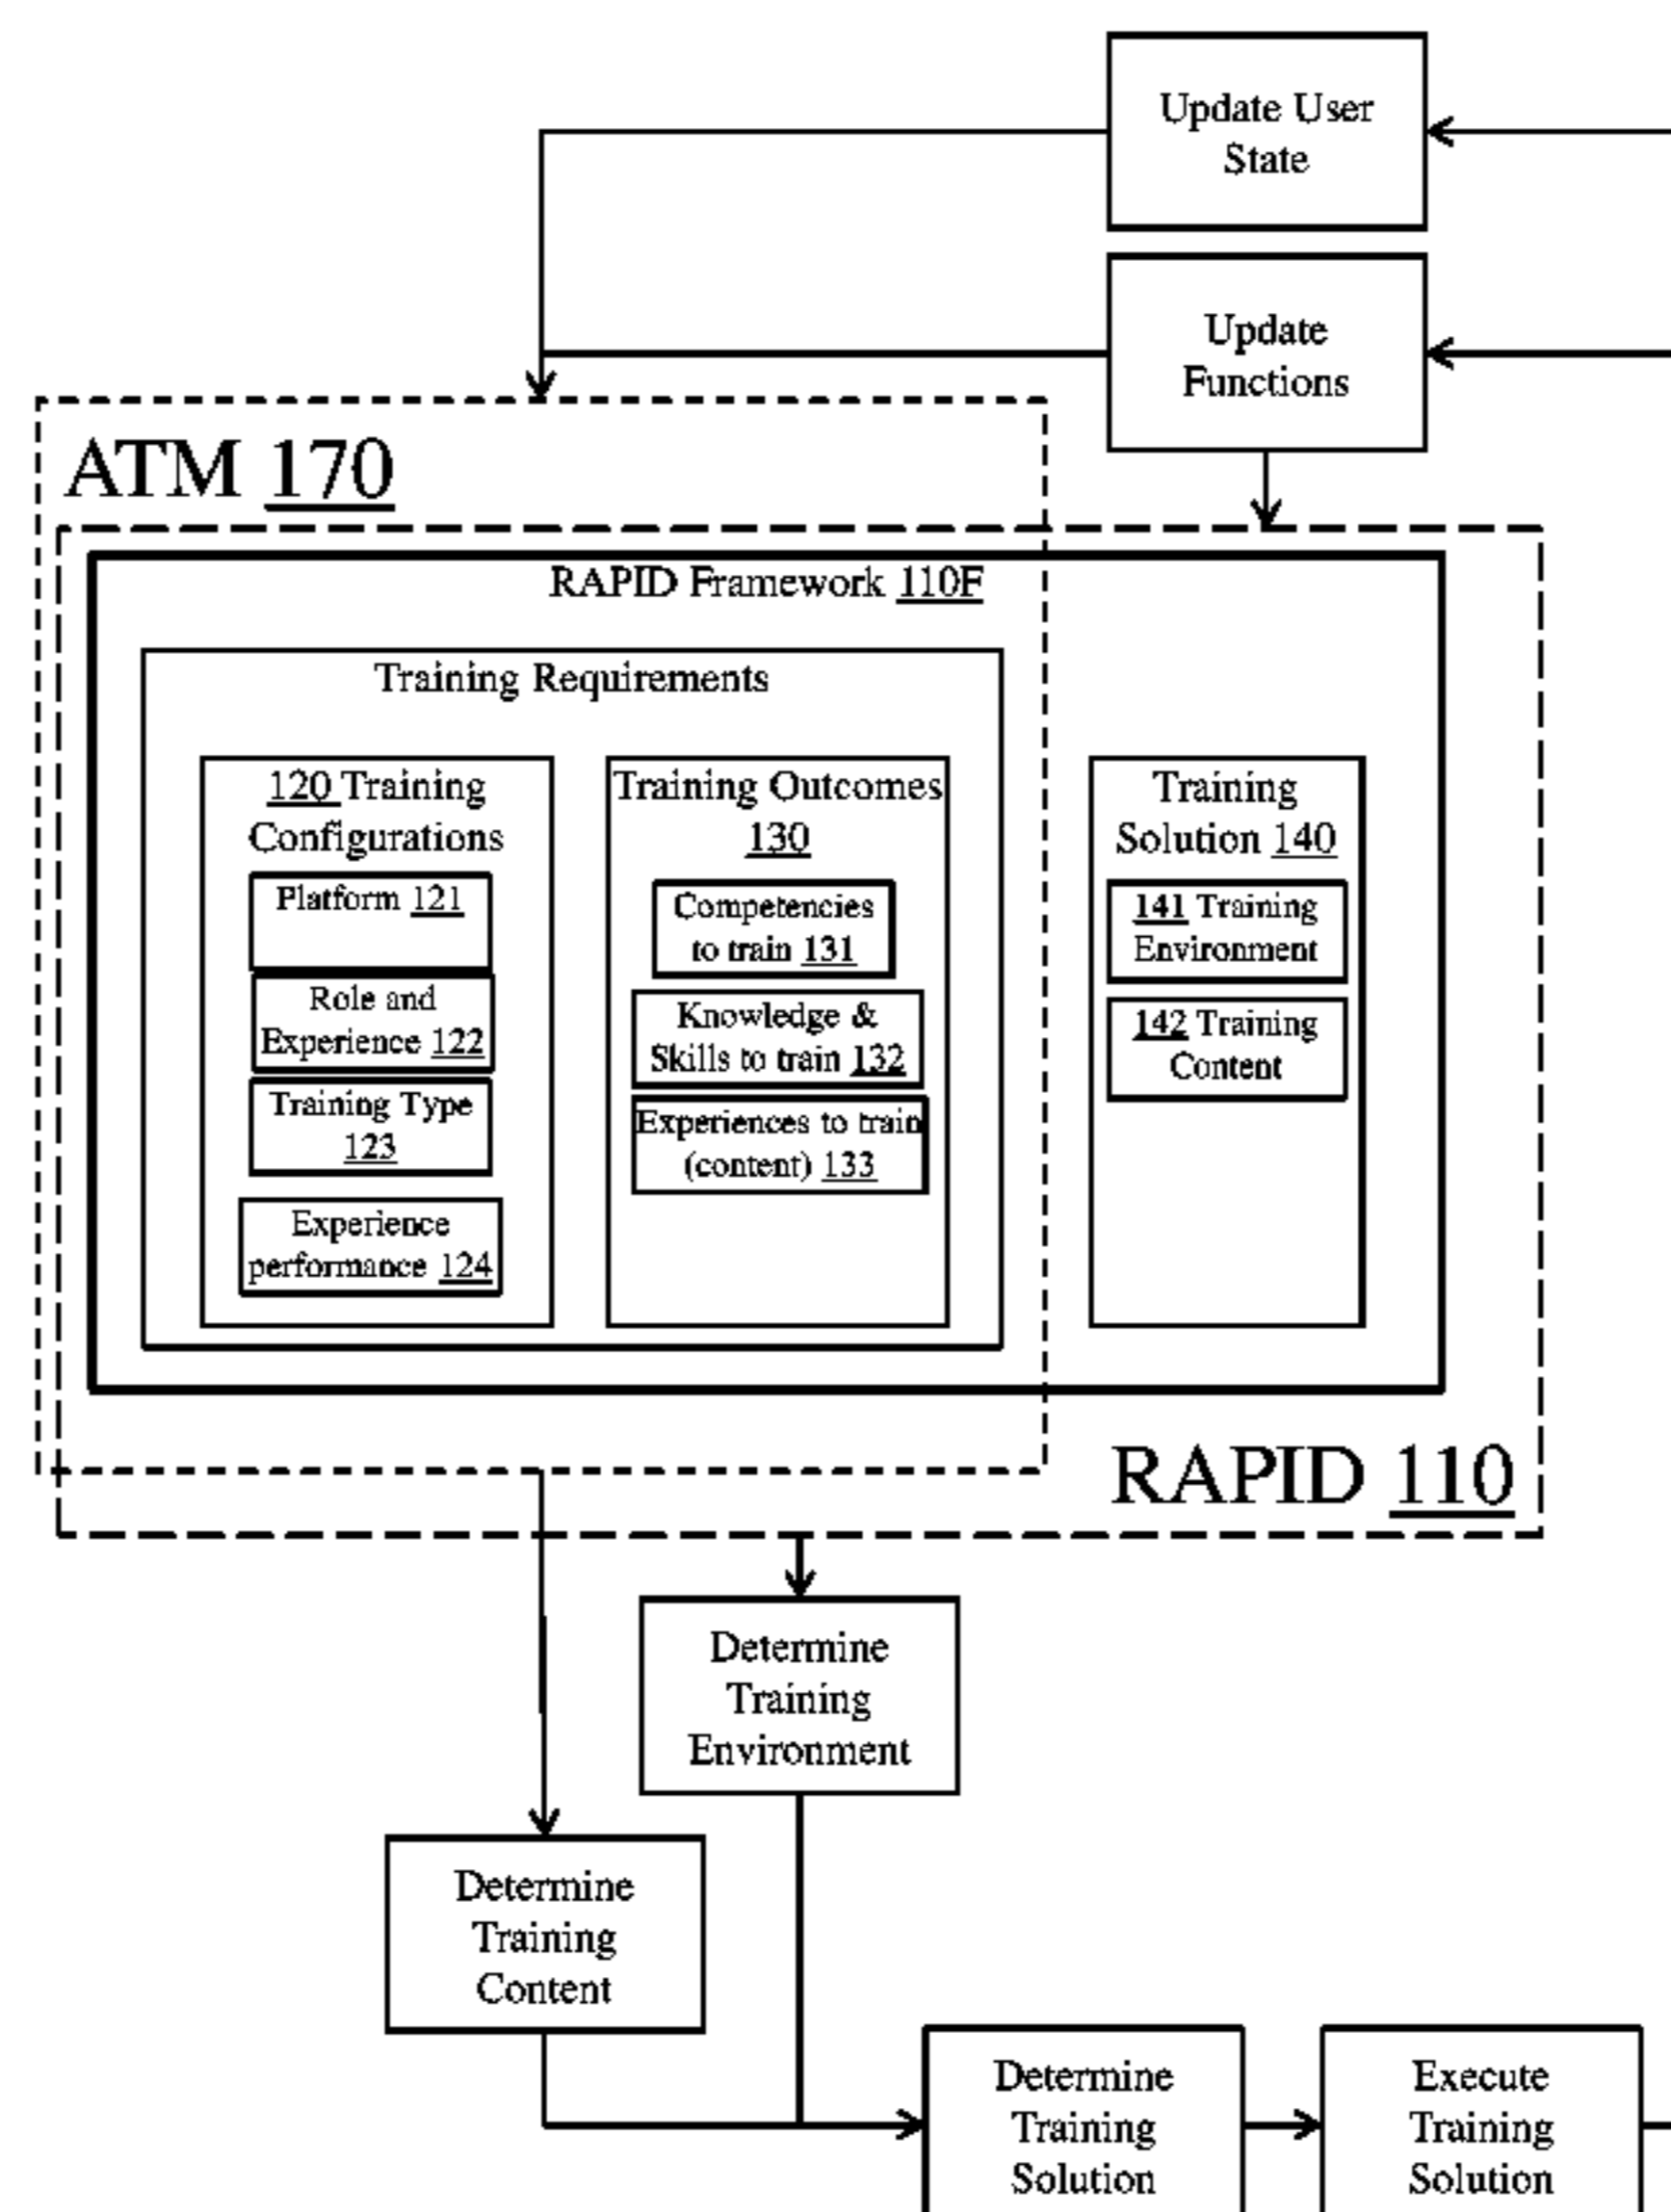 Update User
State
Update
Functions
ATM 170
RAPID Framework 110F
Training Requirements
120 Training
Configurations
Platform 121
Role and
Experience 122
Training Type
123
Experience
performance 124
Training Outcomes
130
Competencies
to train 131
Knowledge &
Skills to train 132
Experiences to train
(content) 133
Training
Solution 140
141 Training
Environment
142 Training
Content
RAPID 110
Determine
Training
Environment
Determine
Training
Content
Determine
Training
Solution
Execute
Training
Solution